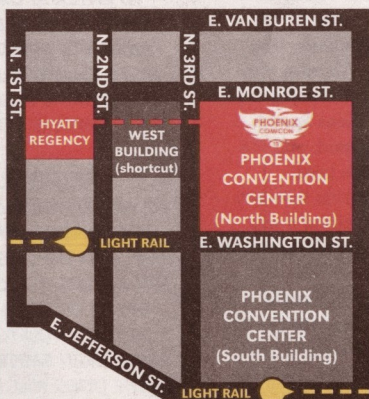 E. VAN BUREN ST.
N. 1ST ST.
N. 2ND ST.
N. 3RD ST.
E. MONROE ST.
HYATT
REGENCY
WEST
BUILDING
(shortcut)
PHOENIX
COMICON
PHOENIX
CONVENTION
CENTER
(North Building)
LIGHT RAIL
E. WASHINGTON ST.
PHOENIX
CONVENTION
CENTER
(South Building)
E. JEFFERSON ST.
LIGHT RAIL